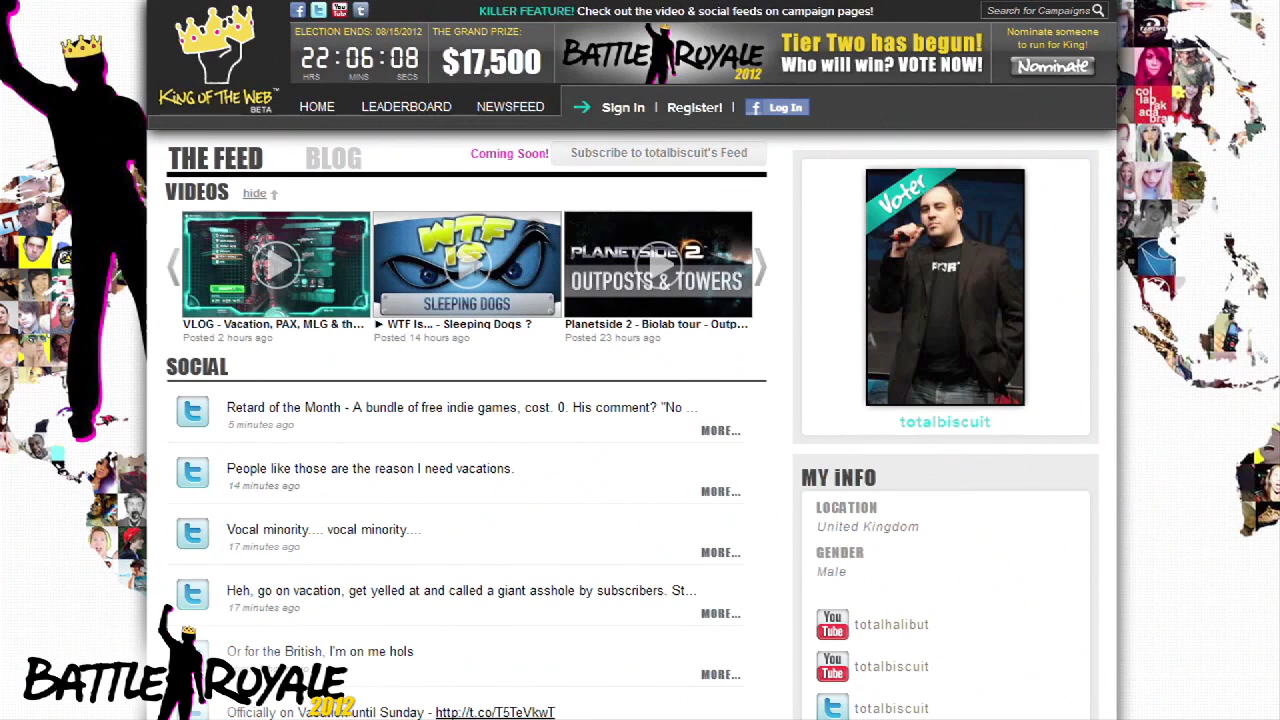 KILLER FEATURE! Check out the video & social feeds on campaign pages!
Search for Campaigns
ELECTION ENDS: 08/15/2012
22:06:08
HRS MINS SECS
THE GRAND PRIZE:
$17,500
BATTLE ROYALE
2012
Tier Two has begun!
Who will win? VOTE NOW!
Nominate someone
to run for King!
Nominate
KING OF THE WEB™
BETA
HOME LEADERBOARD NEWSFEED
Sign In | Register! | f Log In
THE FEED BLOG
Coming Soon! Subscribe to totalbiscuit's Feed
VIDEOS hide
WTF
IS
SLEEPING DOGS
PLANETSIDE 2
OUTPOSTS & TOWERS
VLOG - Vacation, PAX, MLG & th...
Posted 2 hours ago
► WTF Is... - Sleeping Dogs ?
Posted 14 hours ago
Planetside 2 - Biolab tour - Outp...
Posted 23 hours ago
SOCIAL
Retard of the Month - A bundle of free indie games, cost. 0. His comment? "No ...
5 minutes ago
MORE...
People like those are the reason I need vacations.
14 minutes ago
MORE...
Vocal minority.... vocal minority....
17 minutes ago
MORE...
Heh, go on vacation, get yelled at and called a giant asshole by subscribers. St...
17 minutes ago
MORE...
Or for the British, I'm on me hols
MORE...
Officially on Vacation until Sunday - http://t.co/T5TeVkwT
Voter
totalbiscuit
MY iNFO
LOCATION
United Kingdom
GENDER
Male
You Tube totalhalibut
You Tube totalbiscuit
totalbiscuit
BATTLE ROYALE
2012